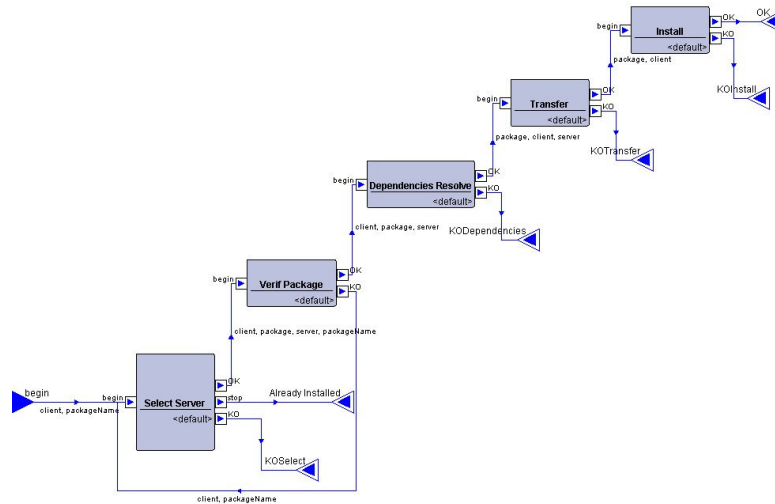 OK
OK
Install
begin
KO
<default>
package, client
KOInstall
OK
Transfer
begin
KO
<default>
package, client, server
KOTransfer
OK
begin
Dependencies Resolve
KO
<default>
client, package, server
KODependencies
OK
begin
Verif Package
KO
<default>
client, package, server, packageName
OK
begin
Already Installed
begin
stop
Select Server
client, packageName
KO
<default>
KOSelect
client, packageName